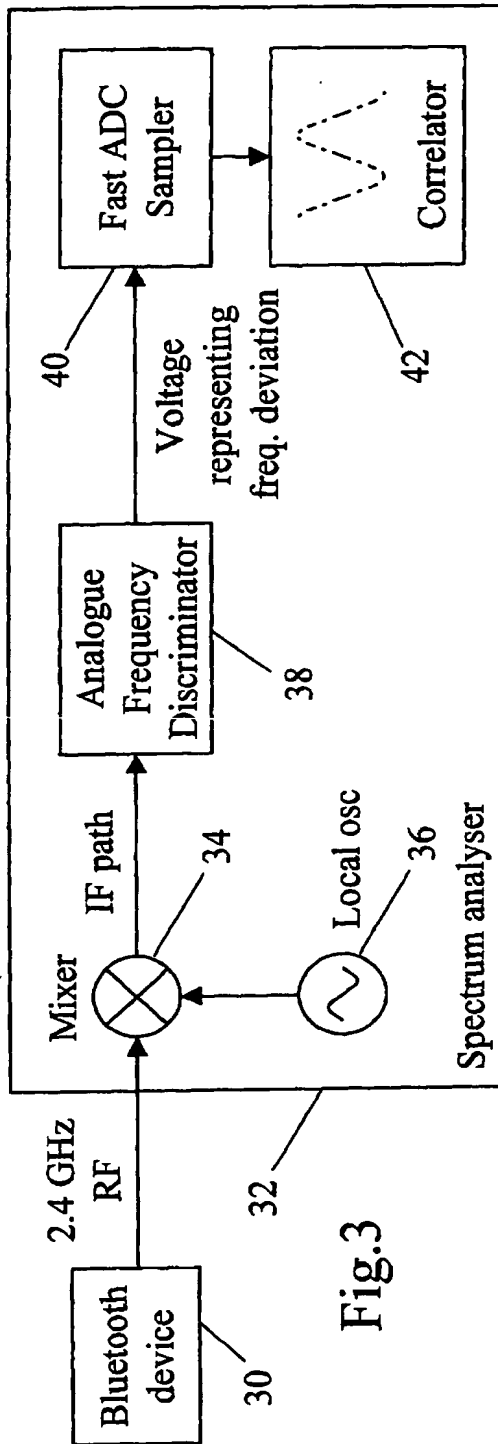 Bluetooth
device
30
2.4 GHz
RF
32
Mixer
34
IF path
Local osc
36
Analogue
Frequency
Discriminator
38
Voltage
representing
freq. deviation
Fast ADC
Sampler
40
Correlator
42
Spectrum analyser
Fig.3